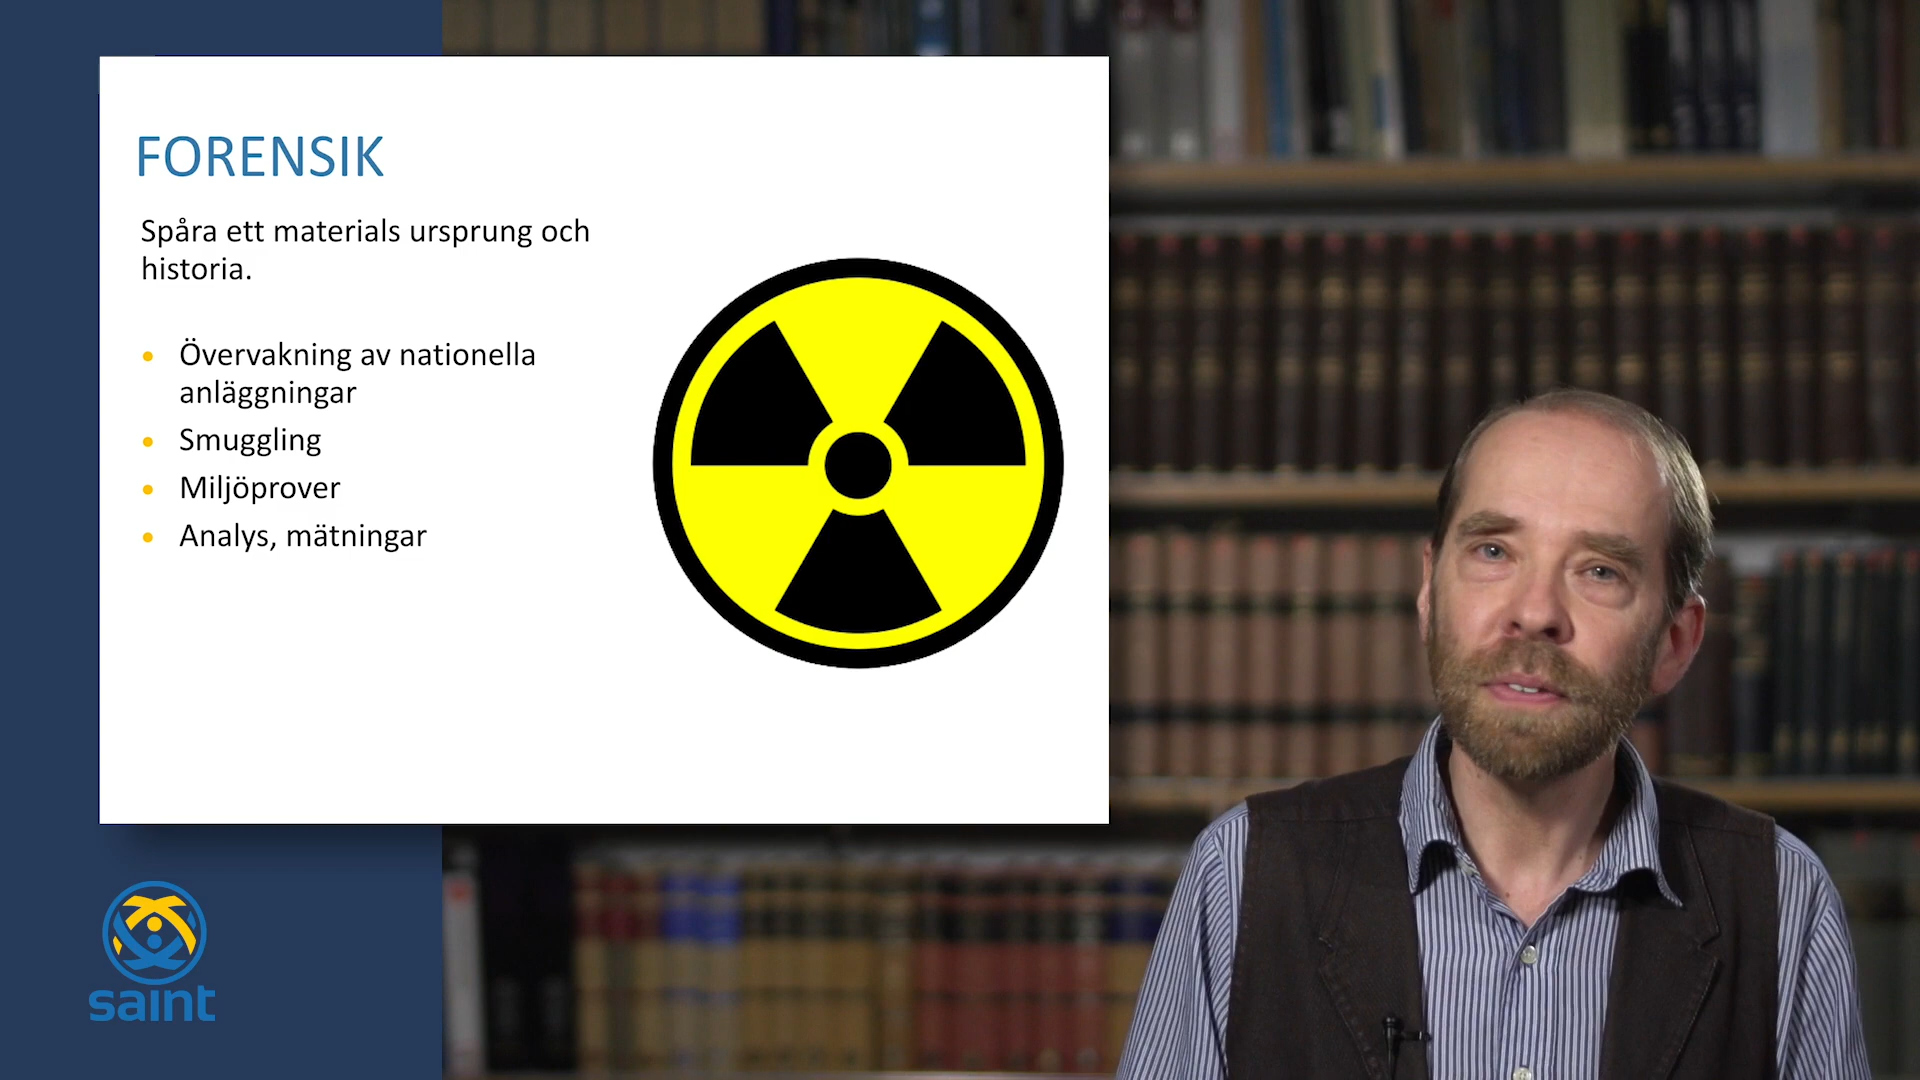 FORENSIK
Spåra ett materials ursprung och
historia.
• Övervakning av nationella
anläggningar
• Smuggling
• Miljöprover
• Analys, mätningar
saint